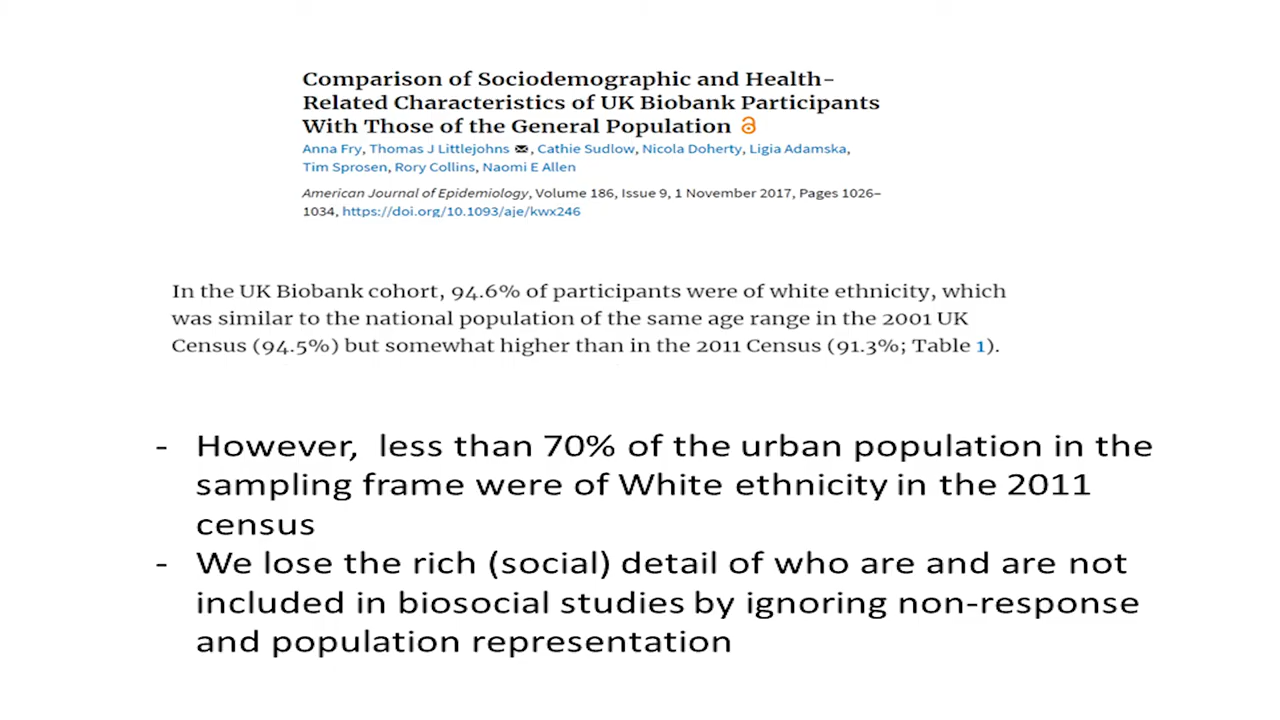 Comparison of Sociodemographic and Health-
Related Characteristics of UK Biobank Participants
With Those of the General Population
Anna Fry, Thomas J Littlejohns ✉, Cathie Sudlow, Nicola Doherty, Ligia Adamska,
Tim Sprosen, Rory Collins, Naomi E Allen
American Journal of Epidemiology, Volume 186, Issue 9, 1 November 2017, Pages 1026–
1034, https://doi.org/10.1093/aje/kwx246
In the UK Biobank cohort, 94.6% of participants were of white ethnicity, which
was similar to the national population of the same age range in the 2001 UK
Census (94.5%) but somewhat higher than in the 2011 Census (91.3%; Table 1).
- However, less than 70% of the urban population in the
sampling frame were of White ethnicity in the 2011
census
- We lose the rich (social) detail of who are and are not
included in biosocial studies by ignoring non-response
and population representation